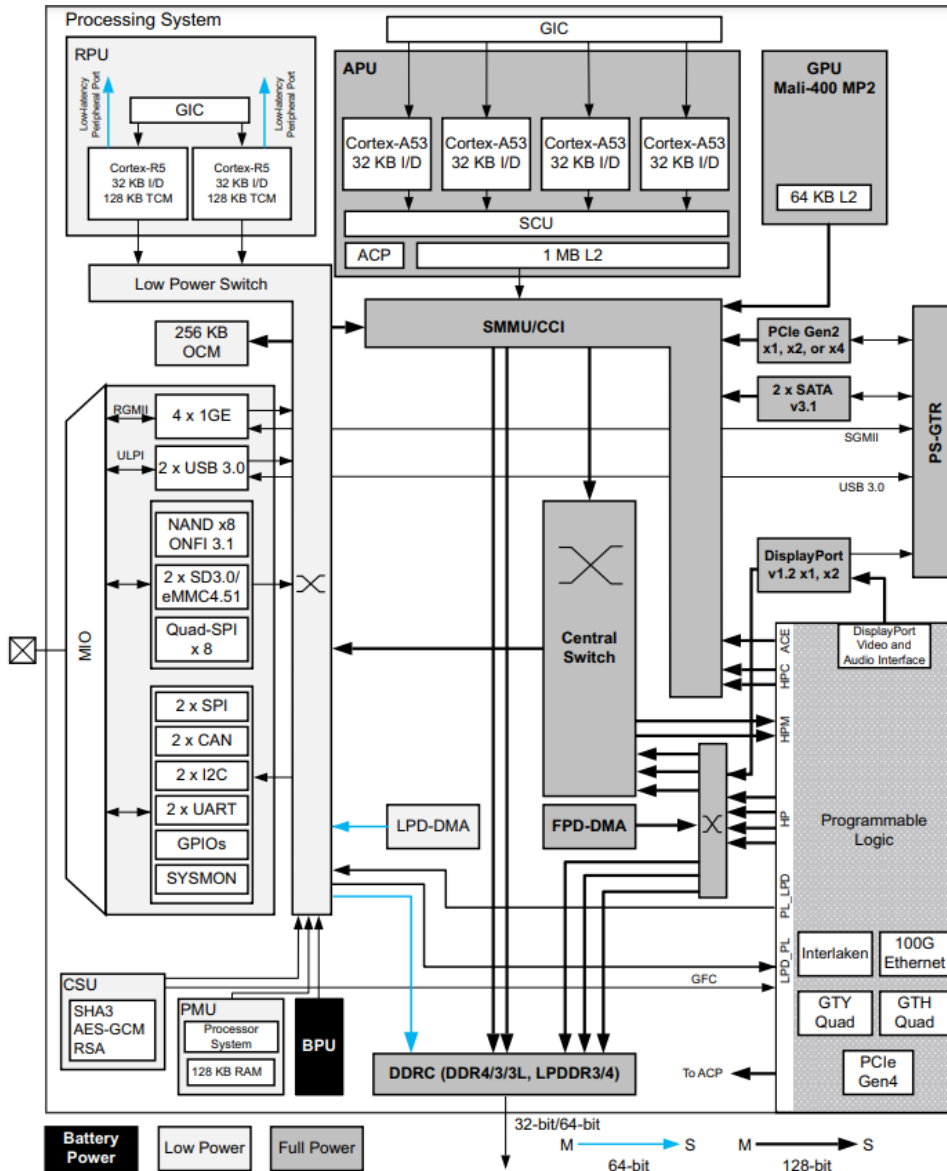 Processing System
RPU
Low-latency
Peripheral Port
Low-latency
Peripheral Port
GIC
Cortex-R5
32 KB I/D
128 KB TCM
Cortex-R5
32 KB I/D
128 KB TCM
GIC
APU
Cortex-A53
32 KB I/D
Cortex-A53
32 KB I/D
Cortex-A53
32 KB I/D
Cortex-A53
32 KB I/D
SCU
ACP
1 MB L2
GPU
Mali-400 MP2
64 KB L2
Low Power Switch
256 KB
OCM
SMMU/CCI
PCIe Gen2
x1, x2, or x4
2 x SATA
v3.1
PS-GTR
SGMII
USB 3.0
RGMII
4 x 1GE
ULPI
2 x USB 3.0
NAND x8
ONFI 3.1
2 x SD3.0/
eMMC4.51
Quad-SPI
x 8
MIO
2 x SPI
2 x CAN
2 x I2C
2 x UART
GPIOs
SYSMON
Central
Switch
DisplayPort
v1.2 x1, x2
DisplayPort
Video and
Audio Interface
ACE
HPC
HPM
HP
PL_LPD
LPD_PL
Programmable
Logic
LPD-DMA
FPD-DMA
Interlaken
100G
Ethernet
GTY
Quad
GTH
Quad
PCIe
Gen4
GFC
CSU
SHA3
AES-GCM
RSA
PMU
Processor
System
128 KB RAM
BPU
DDRC (DDR4/3/3L, LPDDR3/4)
To ACP
32-bit/64-bit
Battery
Power
Low Power
Full Power
M
S
64-bit
M
S
128-bit